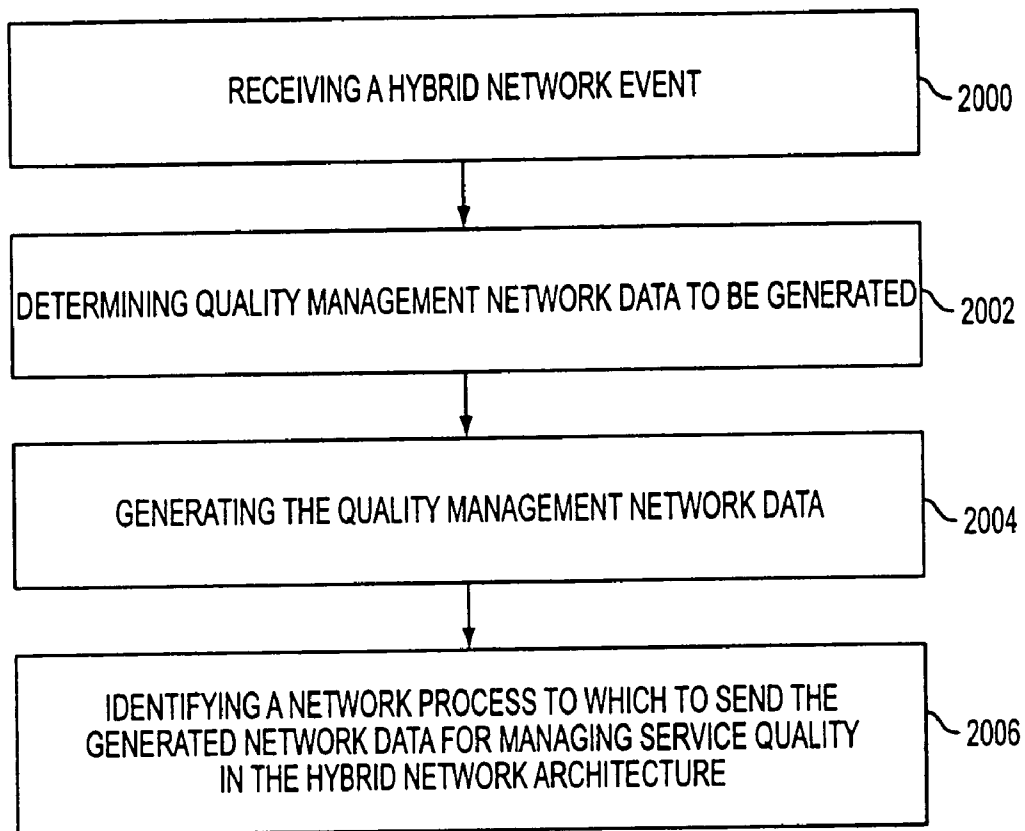 RECEIVING A HYBRID NETWORK EVENT
2000
DETERMINING QUALITY MANAGEMENT NETWORK DATA TO BE GENERATED
2002
GENERATING THE QUALITY MANAGEMENT NETWORK DATA
2004
IDENTIFYING A NETWORK PROCESS TO WHICH TO SEND THE
GENERATED NETWORK DATA FOR MANAGING SERVICE QUALITY
IN THE HYBRID NETWORK ARCHITECTURE
2006